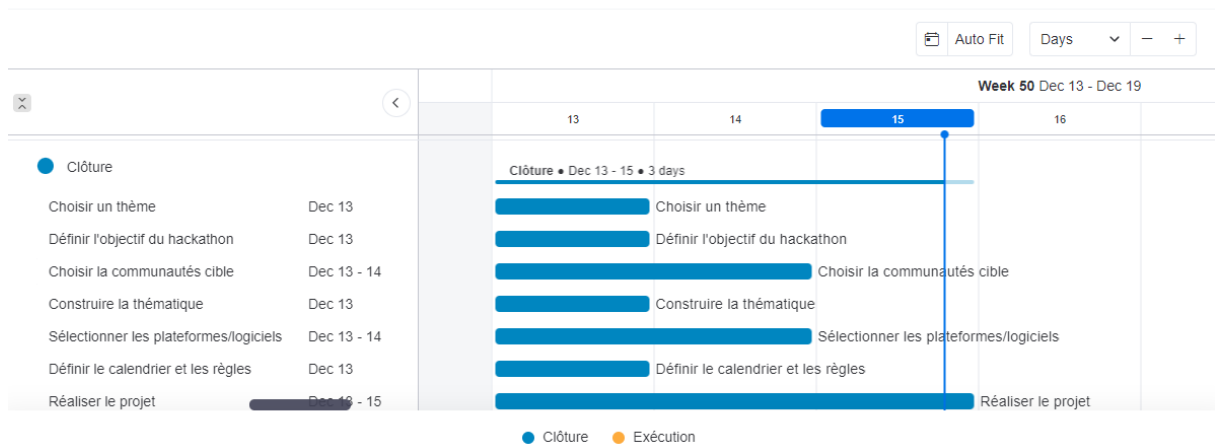 Auto Fit Days
Week 50 Dec 13 - Dec 19
13 14 15 16
Clôture
Clôture • Dec 13 - 15 • 3 days
Choisir un thème Dec 13 Choisir un thème
Définir l'objectif du hackathon Dec 13 Définir l'objectif du hackathon
Choisir la communautés cible Dec 13 - 14 Choisir la communautés cible
Construire la thématique Dec 13 Construire la thématique
Sélectionner les plateformes/logiciels Dec 13 - 14 Sélectionner les plateformes/logiciels
Définir le calendrier et les règles Dec 13 Définir le calendrier et les règles
Réaliser le projet Dec 13 - 15 Réaliser le projet
Clôture Exécution